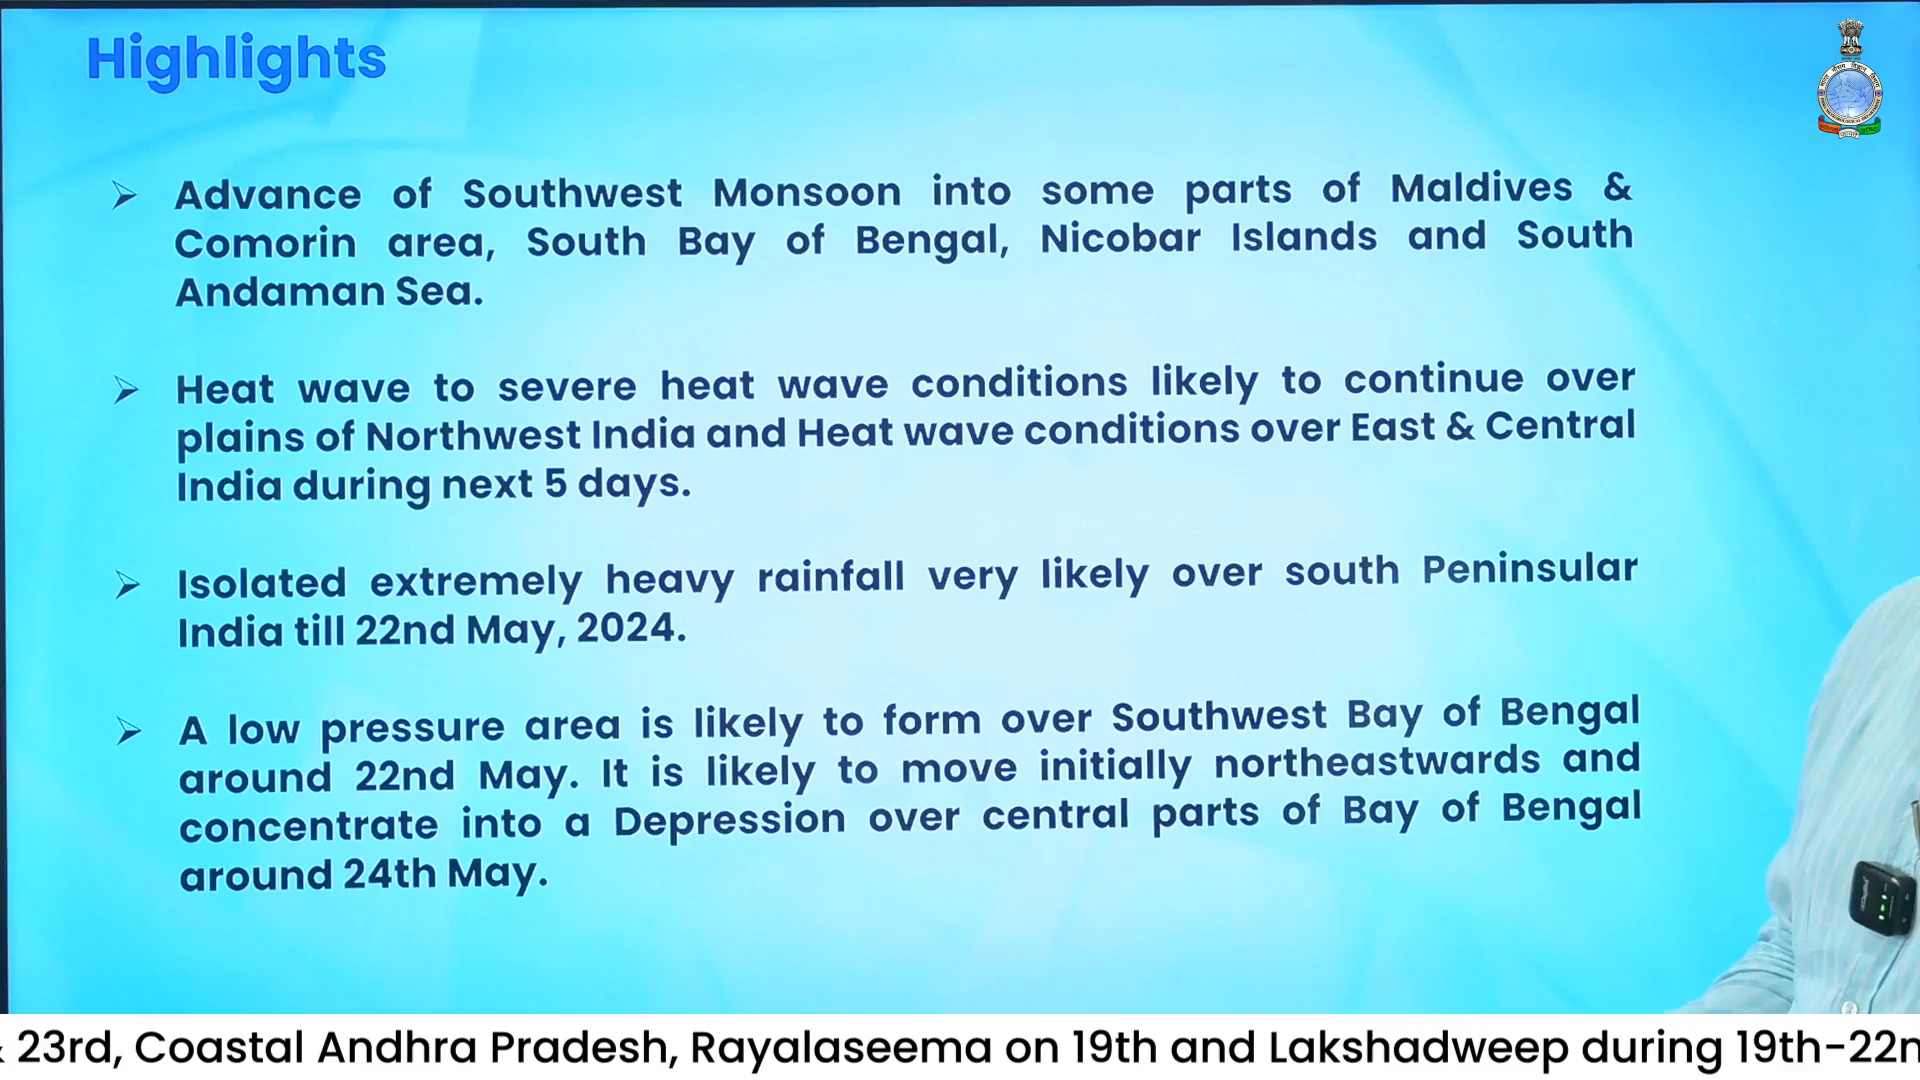 Highlights
Advance of Southwest Monsoon into some parts of Maldives &
Comorin area, South Bay of Bengal, Nicobar Islands and South
Andaman Sea.
Heat wave to severe heat wave conditions likely to continue over
plains of Northwest India and Heat wave conditions over East & Central
India during next 5 days.
Isolated extremely heavy rainfall very likely over south Peninsular
India till 22nd May, 2024.
A low pressure area is likely to form over Southwest Bay of Bengal
around 22nd May. It is likely to move initially northeastwards and
concentrate into a Depression over central parts of Bay of Bengal
around 24th May.
23rd, Coastal Andhra Pradesh, Rayalaseema on 19th and Lakshadweep during 19th-22n